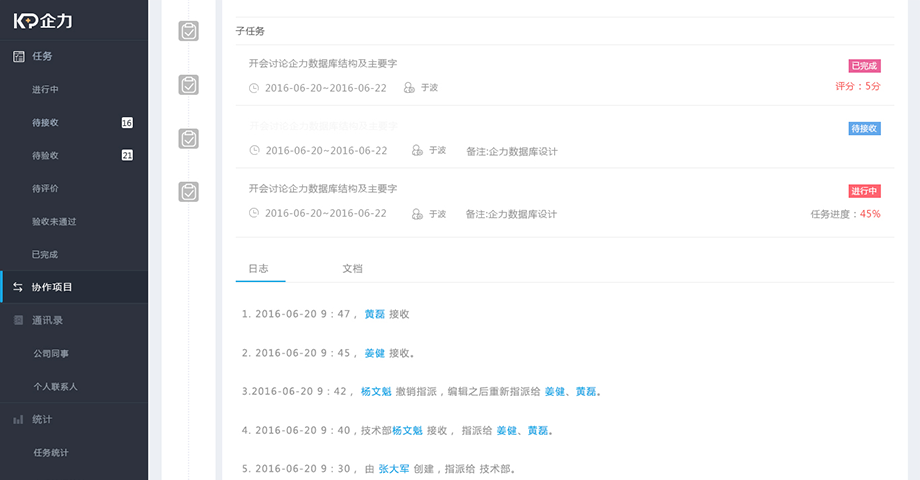 KP企力
任务
进行中
待接收 16
待验收 21
待评价
验收未通过
已完成
协作项目
通讯录
公司同事
个人联系人
统计
任务统计
子任务
开会讨论企力数据库结构及主要字
已完成
2016-06-20~2016-06-22 于波
评分：5分
开会讨论企力数据库结构及主要字
待接收
2016-06-20~2016-06-22 于波 备注:企力数据库设计
开会讨论企力数据库结构及主要字
进行中
2016-06-20~2016-06-22 于波 备注:企力数据库设计
任务进度：45%
日志 文档
1. 2016-06-20 9：47， 黄磊 接收
2. 2016-06-20 9：45， 姜健 接收。
3.2016-06-20 9：42， 杨文魁 撤销指派，编辑之后重新指派给 姜健、黄磊。
4. 2016-06-20 9：40，技术部杨文魁 接收， 指派给 姜健、黄磊。
5. 2016-06-20 9：30， 由 张大军 创建，指派给 技术部。